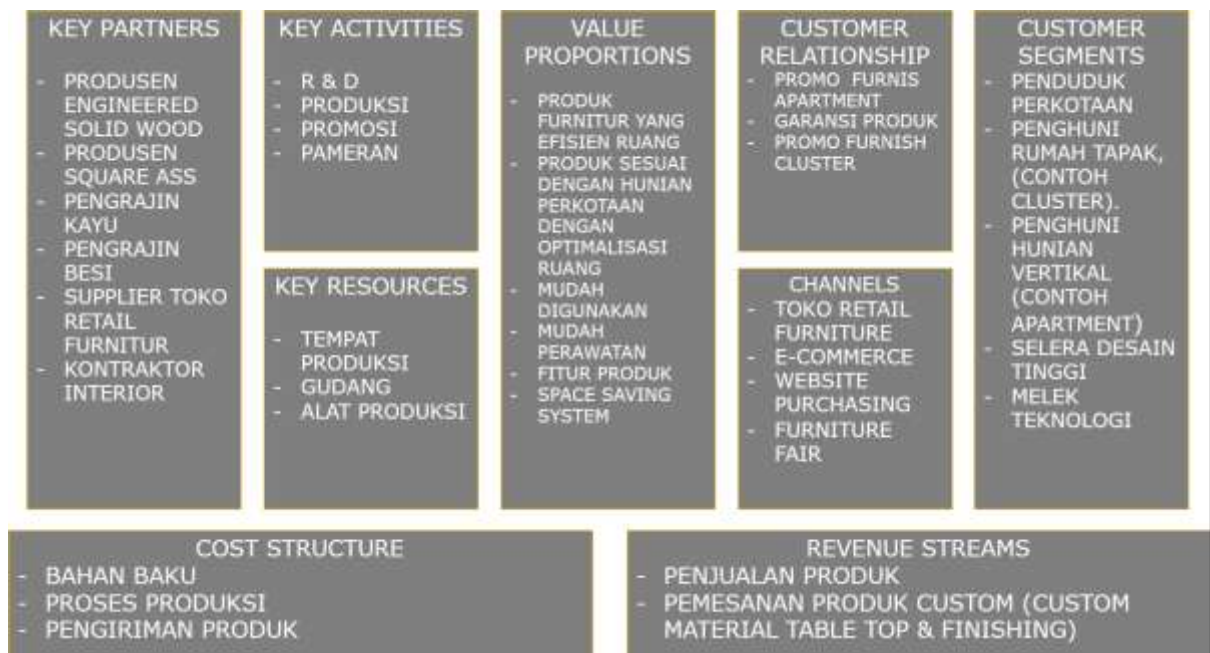 KEY PARTNERS
- PRODUSEN
ENGINEERED
SOLID WOOD
- PRODUSEN
SQUARE ASS
- PENGRAJIN
KAYU
- PENGRAJIN
BESI
- SUPPLIER TOKO
RETAIL
FURNITUR
- KONTRAKTOR
INTERIOR
KEY ACTIVITIES
- R & D
- PRODUKSI
- PROMOSI
- PAMERAN
KEY RESOURCES
- TEMPAT
PRODUKSI
- GUDANG
- ALAT PRODUKSI
VALUE
PROPORTIONS
- PRODUK
FURNITUR YANG
EFISIEN RUANG
- PRODUK SESUAI
DENGAN HUNIAN
PERKOTAAN
DENGAN
OPTIMALISASI
RUANG
- MUDAH
DIGUNAKAN
- MUDAH
PERAWATAN
- FITUR PRODUK
- SPACE SAVING
SYSTEM
CUSTOMER
RELATIONSHIP
- PROMO FURNIS
APARTMENT
- GARANSI PRODUK
- PROMO FURNISH
CLUSTER
CHANNELS
- TOKO RETAIL
FURNITURE
- E-COMMERCE
- WEBSITE
PURCHASING
- FURNITURE
FAIR
CUSTOMER
SEGMENTS
- PENDUDUK
PERKOTAAN
- PENGHUNI
RUMAH TAPAK,
(CONTOH
CLUSTER).
- PENGHUNI
HUNIAN
VERTIKAL
(CONTOH
APARTMENT)
- SELERA DESAIN
TINGGI
- MELEK
TEKNOLOGI
COST STRUCTURE
- BAHAN BAKU
- PROSES PRODUKSI
- PENGIRIMAN PRODUK
REVENUE STREAMS
- PENJUALAN PRODUK
- PEMESANAN PRODUK CUSTOM (CUSTOM
MATERIAL TABLE TOP & FINISHING)